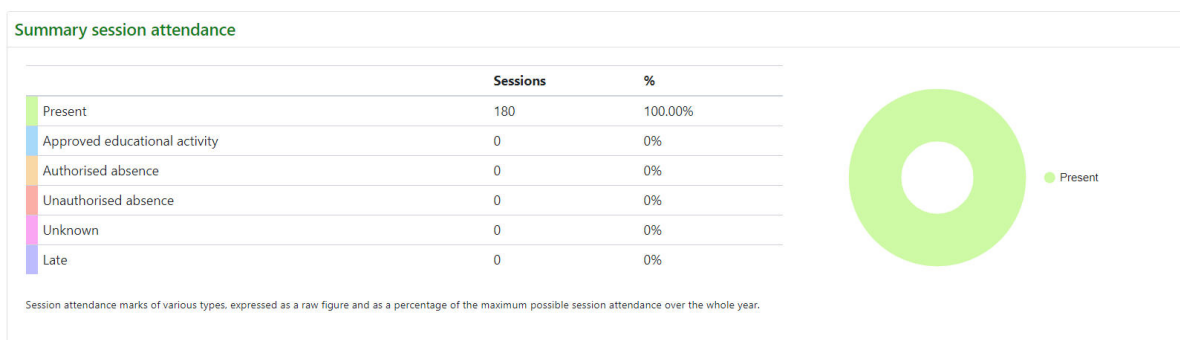 Summary session attendance
Sessions %
Present 180 100.00%
Approved educational activity 0 0%
Authorised absence 0 0%
Unauthorised absence 0 0%
Unknown 0 0%
Late 0 0%
Present
Session attendance marks of various types, expressed as a raw figure and as a percentage of the maximum possible session attendance over the whole year.